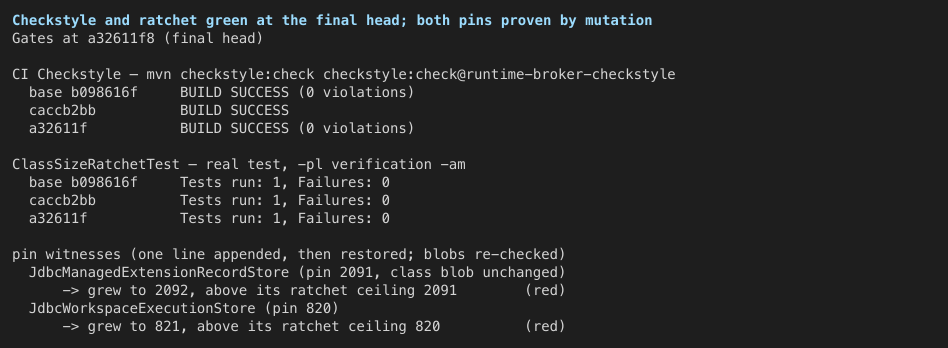 Checkstyle and ratchet green at the final head; both pins proven by mutation
Gates at a32611f8 (final head)
CI Checkstyle — mvn checkstyle:check checkstyle:check@runtime-broker-checkstyle
base b098616f BUILD SUCCESS (0 violations)
caccb2bb BUILD SUCCESS
a32611f BUILD SUCCESS (0 violations)
ClassSizeRatchetTest — real test, -pl verification -am
base b098616f Tests run: 1, Failures: 0
caccb2bb Tests run: 1, Failures: 0
a32611f Tests run: 1, Failures: 0
pin witnesses (one line appended, then restored; blobs re-checked)
JdbcManagedExtensionRecordStore (pin 2091, class blob unchanged)
-> grew to 2092, above its ratchet ceiling 2091 (red)
JdbcWorkspaceExecutionStore (pin 820)
-> grew to 821, above its ratchet ceiling 820 (red)